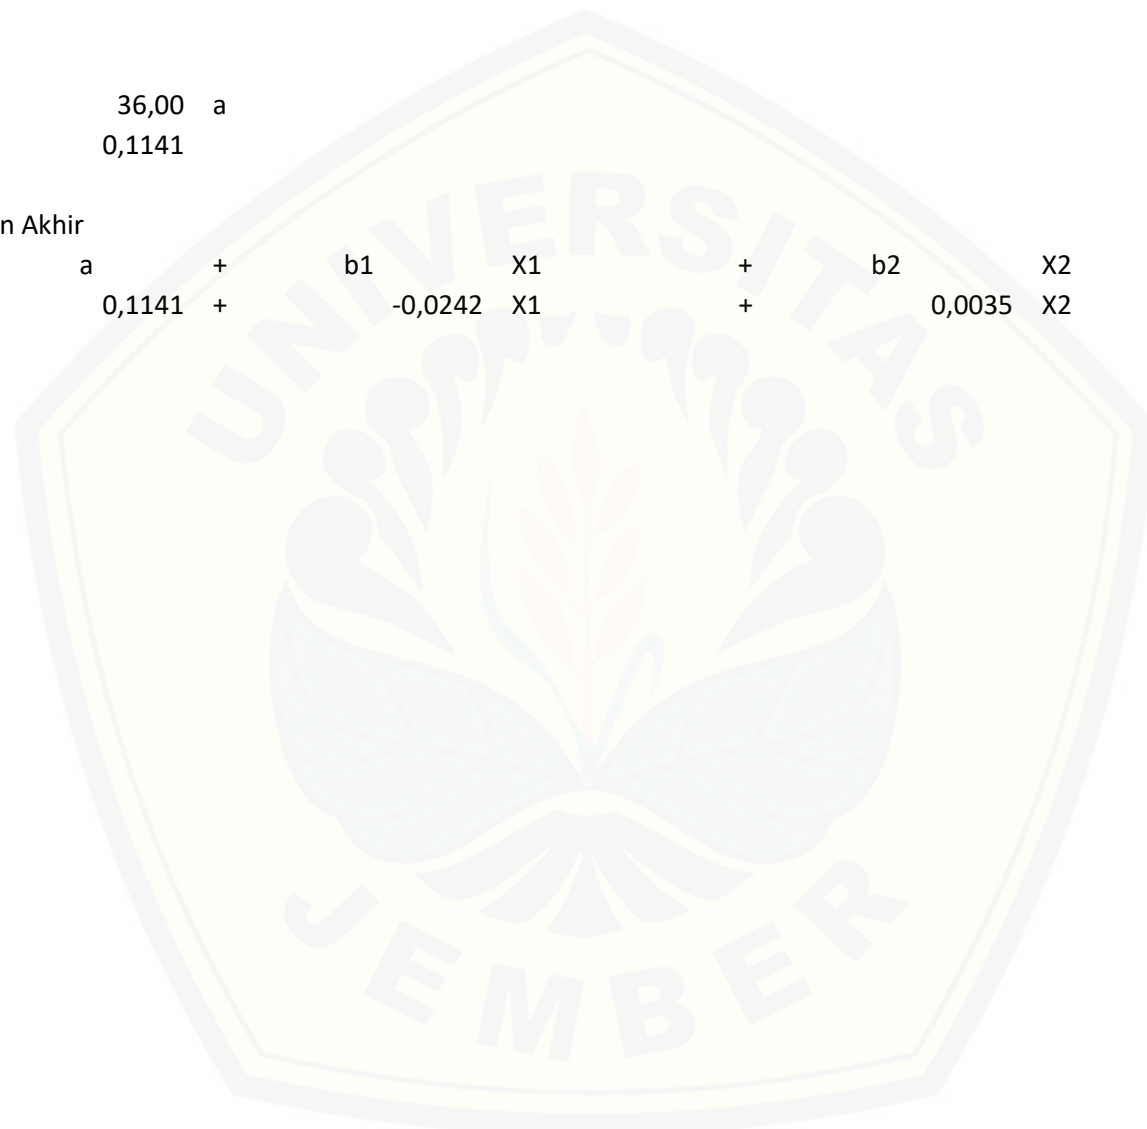 36,00 a
0,1141
n Akhir
a + b1 X1 + b2 X2
0,1141 + -0,0242 X1 + 0,0035 X2
UNIVERSITAS
JEMBER